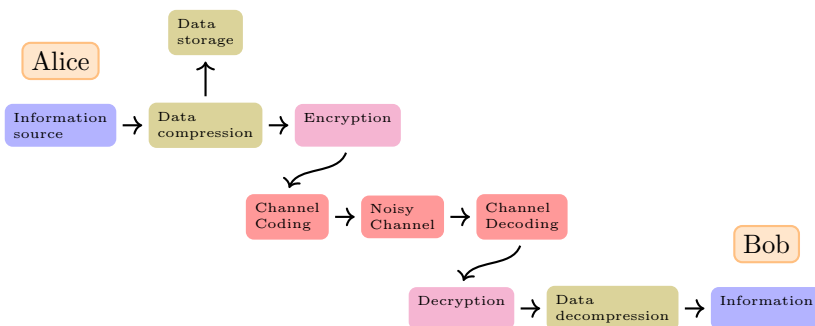 Data
storage
Alice
Information
source
Data
compression
Encryption
Channel
Coding
Noisy
Channel
Channel
Decoding
Bob
Decryption
Data
decompression
Information